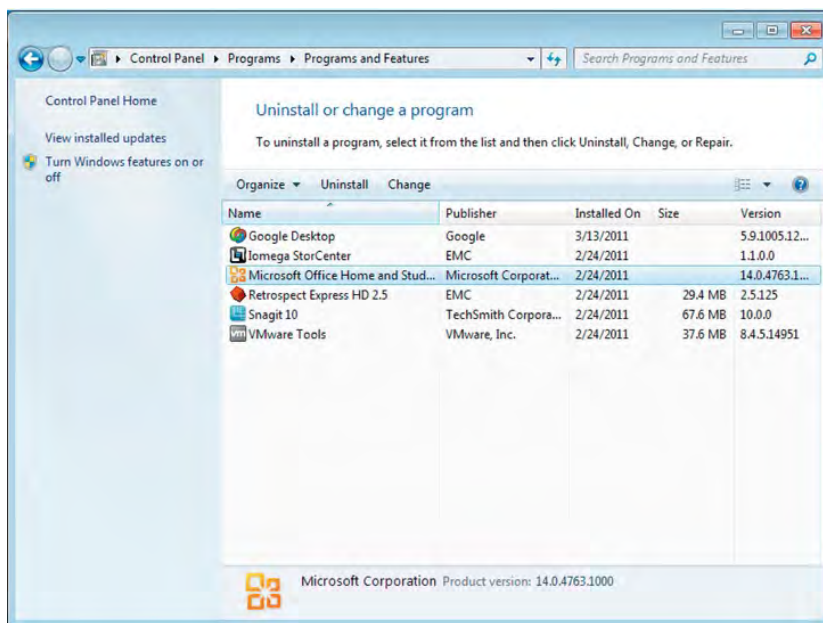 Control Panel Programs Programs and Features Search Programs and Features
Control Panel Home
View installed updates
Turn Windows features on or
off
Uninstall or change a program
To uninstall a program, select it from the list and then click Uninstall, Change, or Repair.
Organize Uninstall Change
Name Publisher Installed On Size Version
Google Desktop Google 3/13/2011 5.9.1005.12...
Iomega StorCenter EMC 2/24/2011 1.1.0.0
Microsoft Office Home and Stud... Microsoft Corporat... 2/24/2011 14.0.4763.1...
Retrospect Express HD 2.5 EMC 2/24/2011 29.4 MB 2.5.125
Snagit 10 TechSmith Corpora... 2/24/2011 67.6 MB 10.0.0
vm VMware Tools VMware, Inc. 2/24/2011 37.6 MB 8.4.5.14951
Microsoft Corporation Product version: 14.0.4763.1000